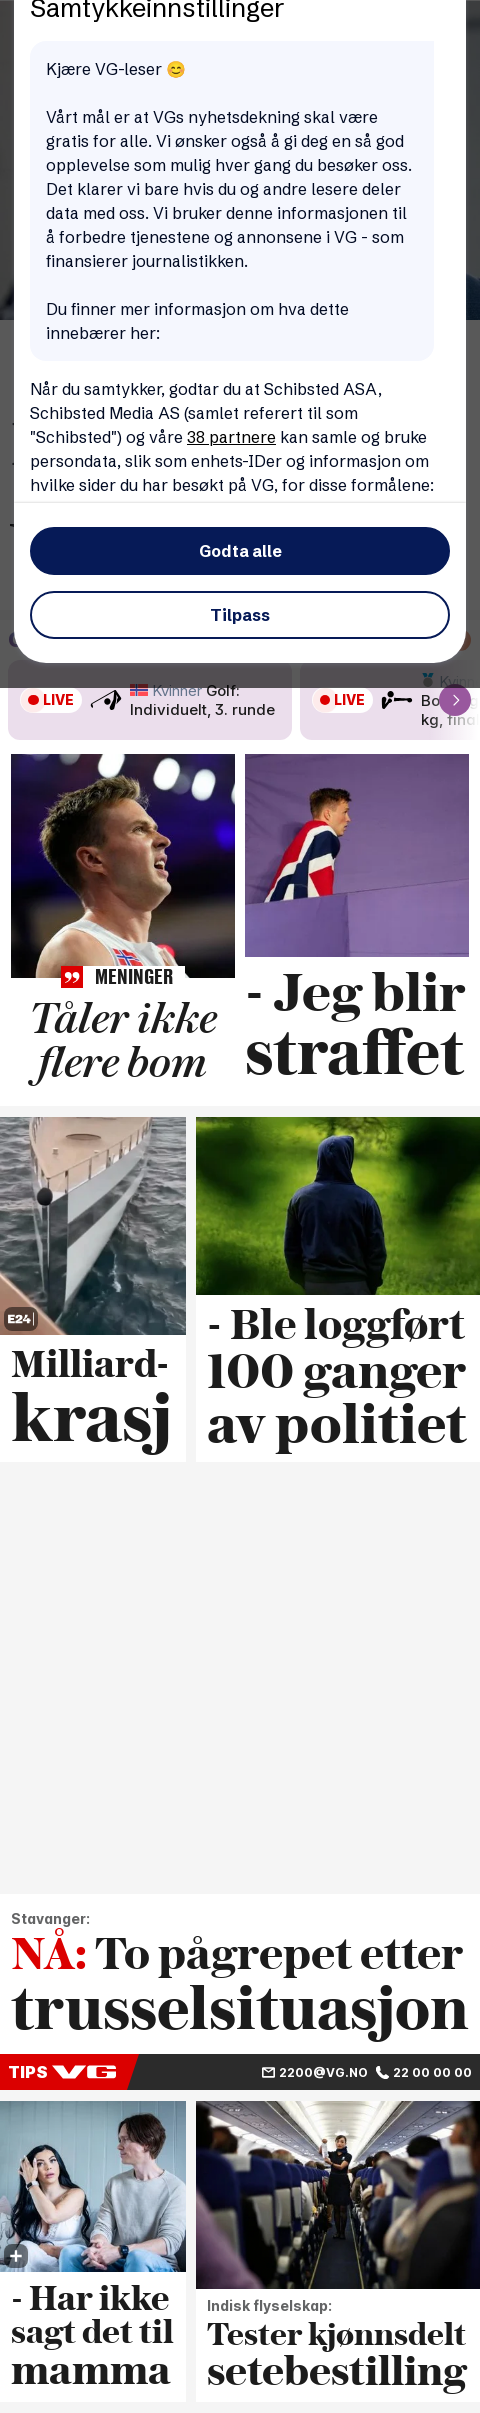 Samtykkeinnstillinger
Kjære VG-leser 😊
Vårt mål er at VGs nyhetsdekning skal være
gratis for alle. Vi ønsker også å gi deg en så god
opplevelse som mulig hver gang du besøker oss.
Det klarer vi bare hvis du og andre lesere deler
data med oss. Vi bruker denne informasjonen til
å forbedre tjenestene og annonsene i VG - som
finansierer journalistikken.
Du finner mer informasjon om hva dette
innebærer her:
Når du samtykker, godtar du at Schibsted ASA,
Schibsted Media AS (samlet referert til som
"Schibsted") og våre 38 partnere kan samle og bruke
persondata, slik som enhets-IDer og informasjon om
hvilke sider du har besøkt på VG, for disse formålene:
Godta alle
Tilpass
LIVE
Kvinner Golf:
Individuelt, 3. runde
LIVE
kg,
MENINGER
Tåler ikke
flere bom
- Jeg blir
straffet
E24
Milliard-
krasj
- Ble loggført
100 ganger
av politiet
Stavanger:
NÅ: To pågrepet etter
trusselsituasjon
TIPS VG
2200@VG.NO
22 00 00 00
- Har ikke
sagt det til
mamma
Indisk flyselskap:
Tester kjønnsdelt
setebestilling